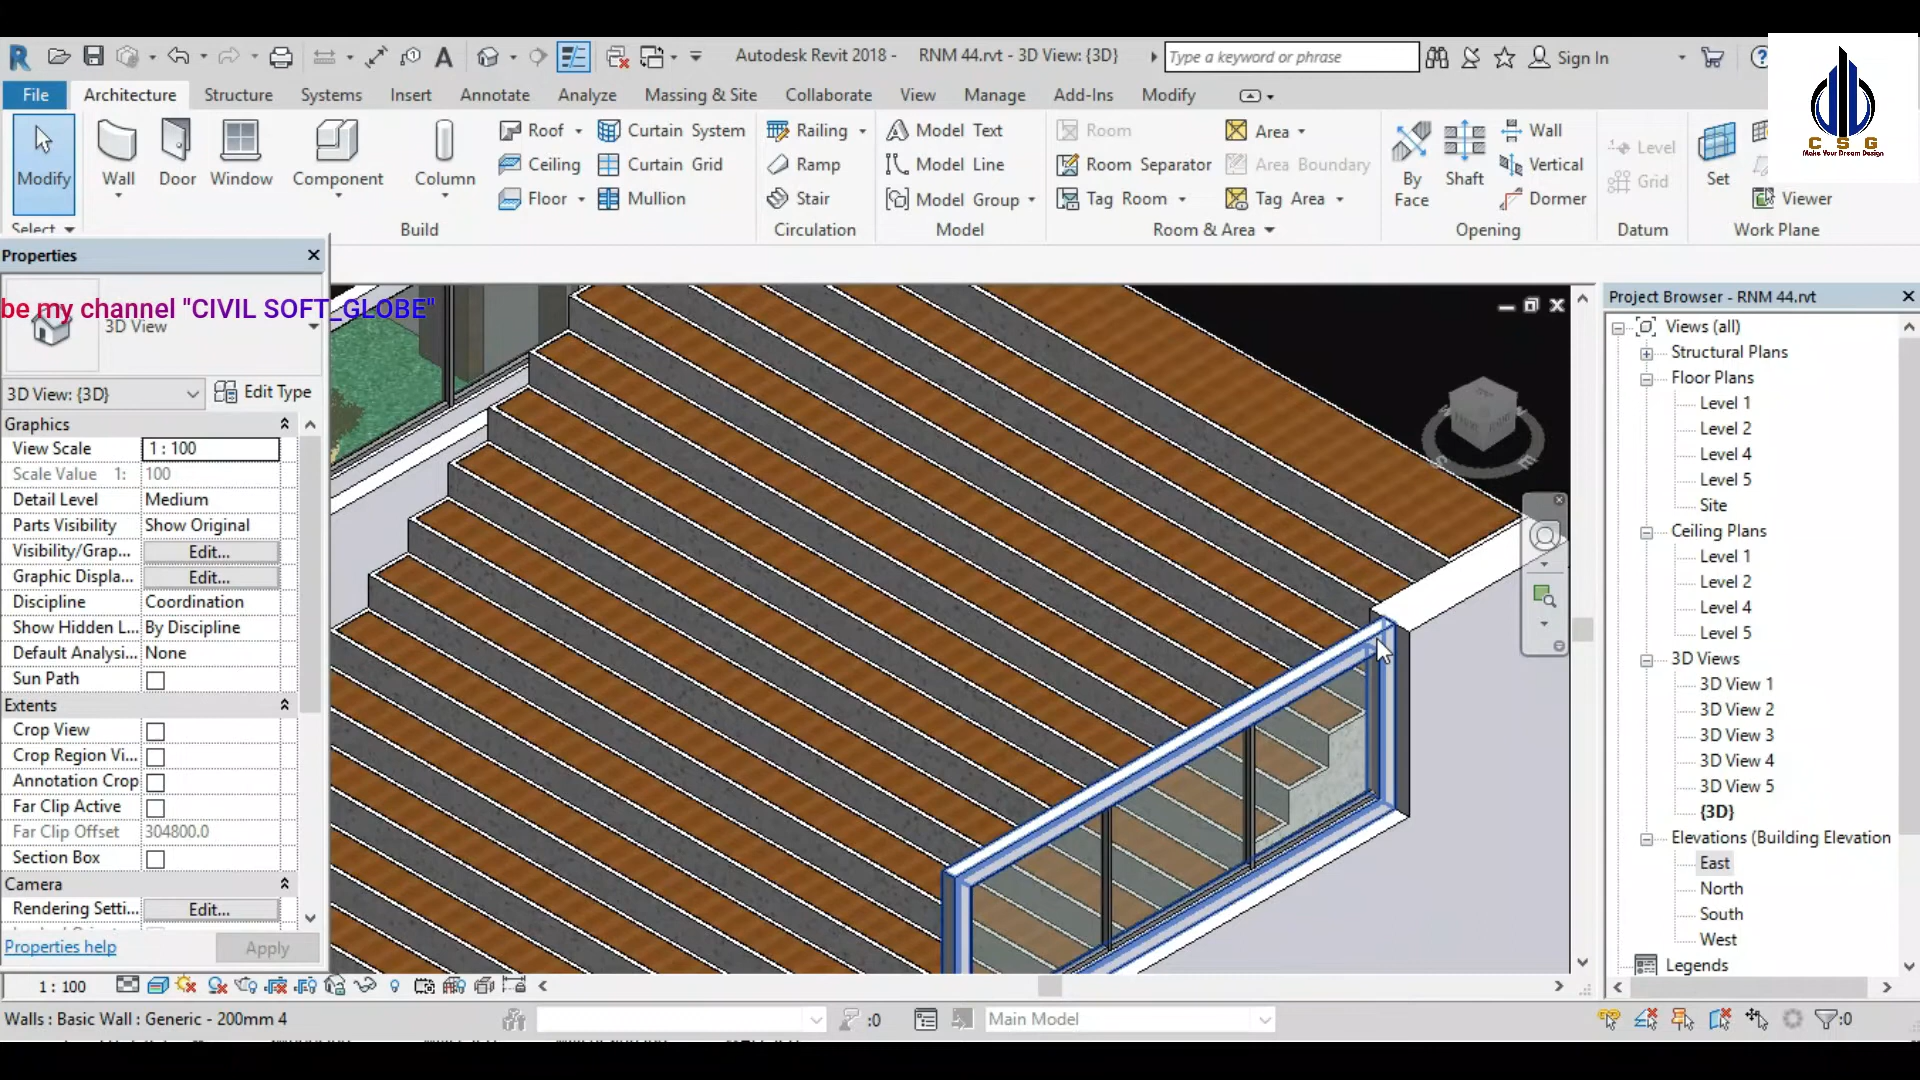 Autodesk Revit 2018 -    RNM 44.rvt - 3D View: {3D}
Type a keyword or phrase
Sign In
File Architecture Structure Systems Insert Annotate Analyze Massing & Site Collaborate View Manage Add-Ins Modify
CSG
Make Your Dream Design
Modify
Wall
Door
Window
Component
Column
Roof
Ceiling
Floor
Curtain System
Curtain Grid
Mullion
Railing
Ramp
Stair
Model Text
Model Line
Model Group
Room
Room Separator
Tag Room
Area
Area Boundary
Tag Area
By Face
Shaft
Wall
Vertical
Dormer
Level
Grid
Set
Viewer
Select
Build
Circulation
Model
Room & Area
Opening
Datum
Work Plane
Properties
be my channel "CIVIL SOFT_GLOBE"
3D View
3D View: {3D}
Edit Type
Graphics
View Scale 1 : 100
Scale Value 1: 100
Detail Level Medium
Parts Visibility Show Original
Visibility/Grap... Edit...
Graphic Displa... Edit...
Discipline Coordination
Show Hidden L... By Discipline
Default Analysi... None
Sun Path
Extents
Crop View
Crop Region Vi...
Annotation Crop
Far Clip Active
Far Clip Offset 304800.0
Section Box
Camera
Rendering Setti... Edit...
Properties help
Apply
Project Browser - RNM 44.rvt
Views (all)
Structural Plans
Floor Plans
Level 1
Level 2
Level 4
Level 5
Site
Ceiling Plans
Level 1
Level 2
Level 4
Level 5
3D Views
3D View 1
3D View 2
3D View 3
3D View 4
3D View 5
{3D}
Elevations (Building Elevation
East
North
South
West
Legends
1 : 100
Walls : Basic Wall : Generic - 200mm 4
:0
Main Model
:0